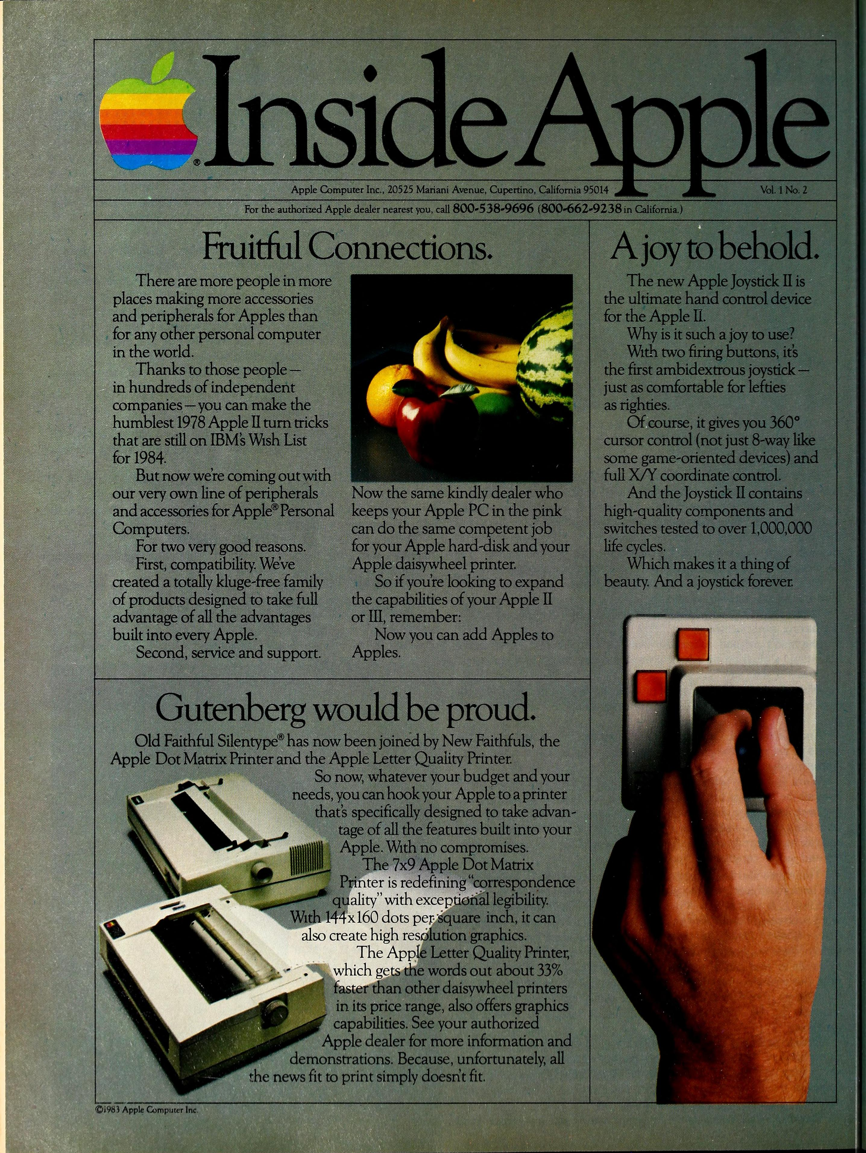 Inside Apple
®
Apple Computer Inc., 20525 Mariani Avenue, Cupertino, California 95014
Vol. 1 No. 2
For the authorized Apple dealer nearest you, call 800-538-9696 (800-662-9238 in California.)
Fruitful Connections.
There are more people in more
places making more accessories
and peripherals for Apples than
for any other personal computer
in the world.
Thanks to those people —
in hundreds of independent
companies — you can make the
humblest 1978 Apple II turn tricks
that are still on IBM's Wish List
for 1984.
But now we're coming out with
our very own line of peripherals
and accessories for Apple® Personal
Computers.
For two very good reasons.
First, compatibility. We've
created a totally kluge-free family
of products designed to take full
advantage of all the advantages
built into every Apple.
Second, service and support.
Now the same kindly dealer who
keeps your Apple PC in the pink
can do the same competent job
for your Apple hard-disk and your
Apple daisywheel printer.
So if you're looking to expand
the capabilities of your Apple II
or III, remember:
Now you can add Apples to
Apples.
A joy to behold.
The new Apple Joystick II is
the ultimate hand control device
for the Apple II.
Why is it such a joy to use?
With two firing buttons, it's
the first ambidextrous joystick —
just as comfortable for lefties
as righties.
Of course, it gives you 360°
cursor control (not just 8-way like
some game-oriented devices) and
full X/Y coordinate control.
And the Joystick II contains
high-quality components and
switches tested to over 1,000,000
life cycles.
Which makes it a thing of
beauty. And a joystick forever.
Gutenberg would be proud.
Old Faithful Silentype® has now been joined by New Faithfuls, the
Apple Dot Matrix Printer and the Apple Letter Quality Printer.
So now, whatever your budget and your
needs, you can hook your Apple to a printer
that's specifically designed to take advan-
tage of all the features built into your
Apple. With no compromises.
The 7x9 Apple Dot Matrix
Printer is redefining "correspondence
quality" with exceptional legibility.
With 144x160 dots per square inch, it can
also create high resolution graphics.
The Apple Letter Quality Printer,
which gets the words out about 33%
faster than other daisywheel printers
in its price range, also offers graphics
capabilities. See your authorized
Apple dealer for more information and
demonstrations. Because, unfortunately, all
the news fit to print simply doesn't fit.
©1983 Apple Computer Inc.